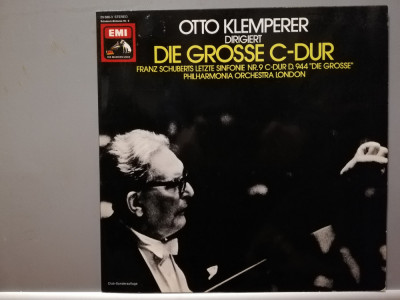 STEREO
EMI
OTTO KLEMPERER
DIRIGIERT
DIE GROSSE C-DUR
FRANZ SCHUBERTS LETZTE SINFONIE NR. 9 C-DUR D. 944 "DIE GROSSE"
PHILHARMONIA ORCHESTRA LONDON